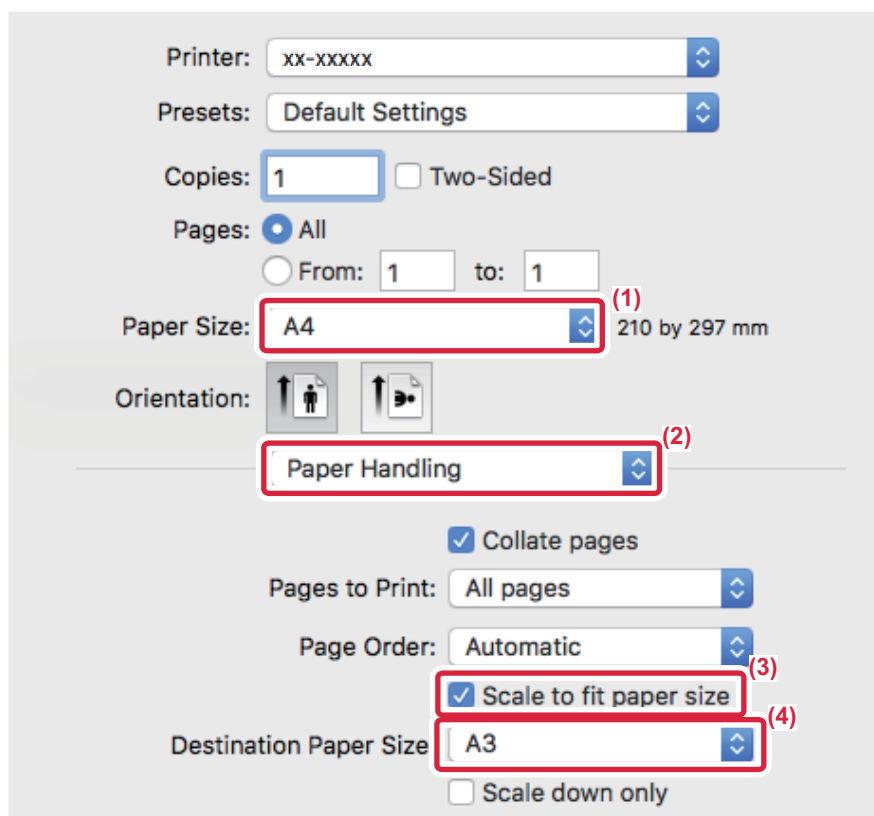 Printer: xx-xxxxx
Presets: Default Settings
Copies: 1 Two-Sided
Pages: All
From: 1 to: 1
(1)
Paper Size: A4 210 by 297 mm
Orientation:
(2)
Paper Handling
Collate pages
Pages to Print: All pages
Page Order: Automatic
(3)
Scale to fit paper size
(4)
Destination Paper Size A3
Scale down only